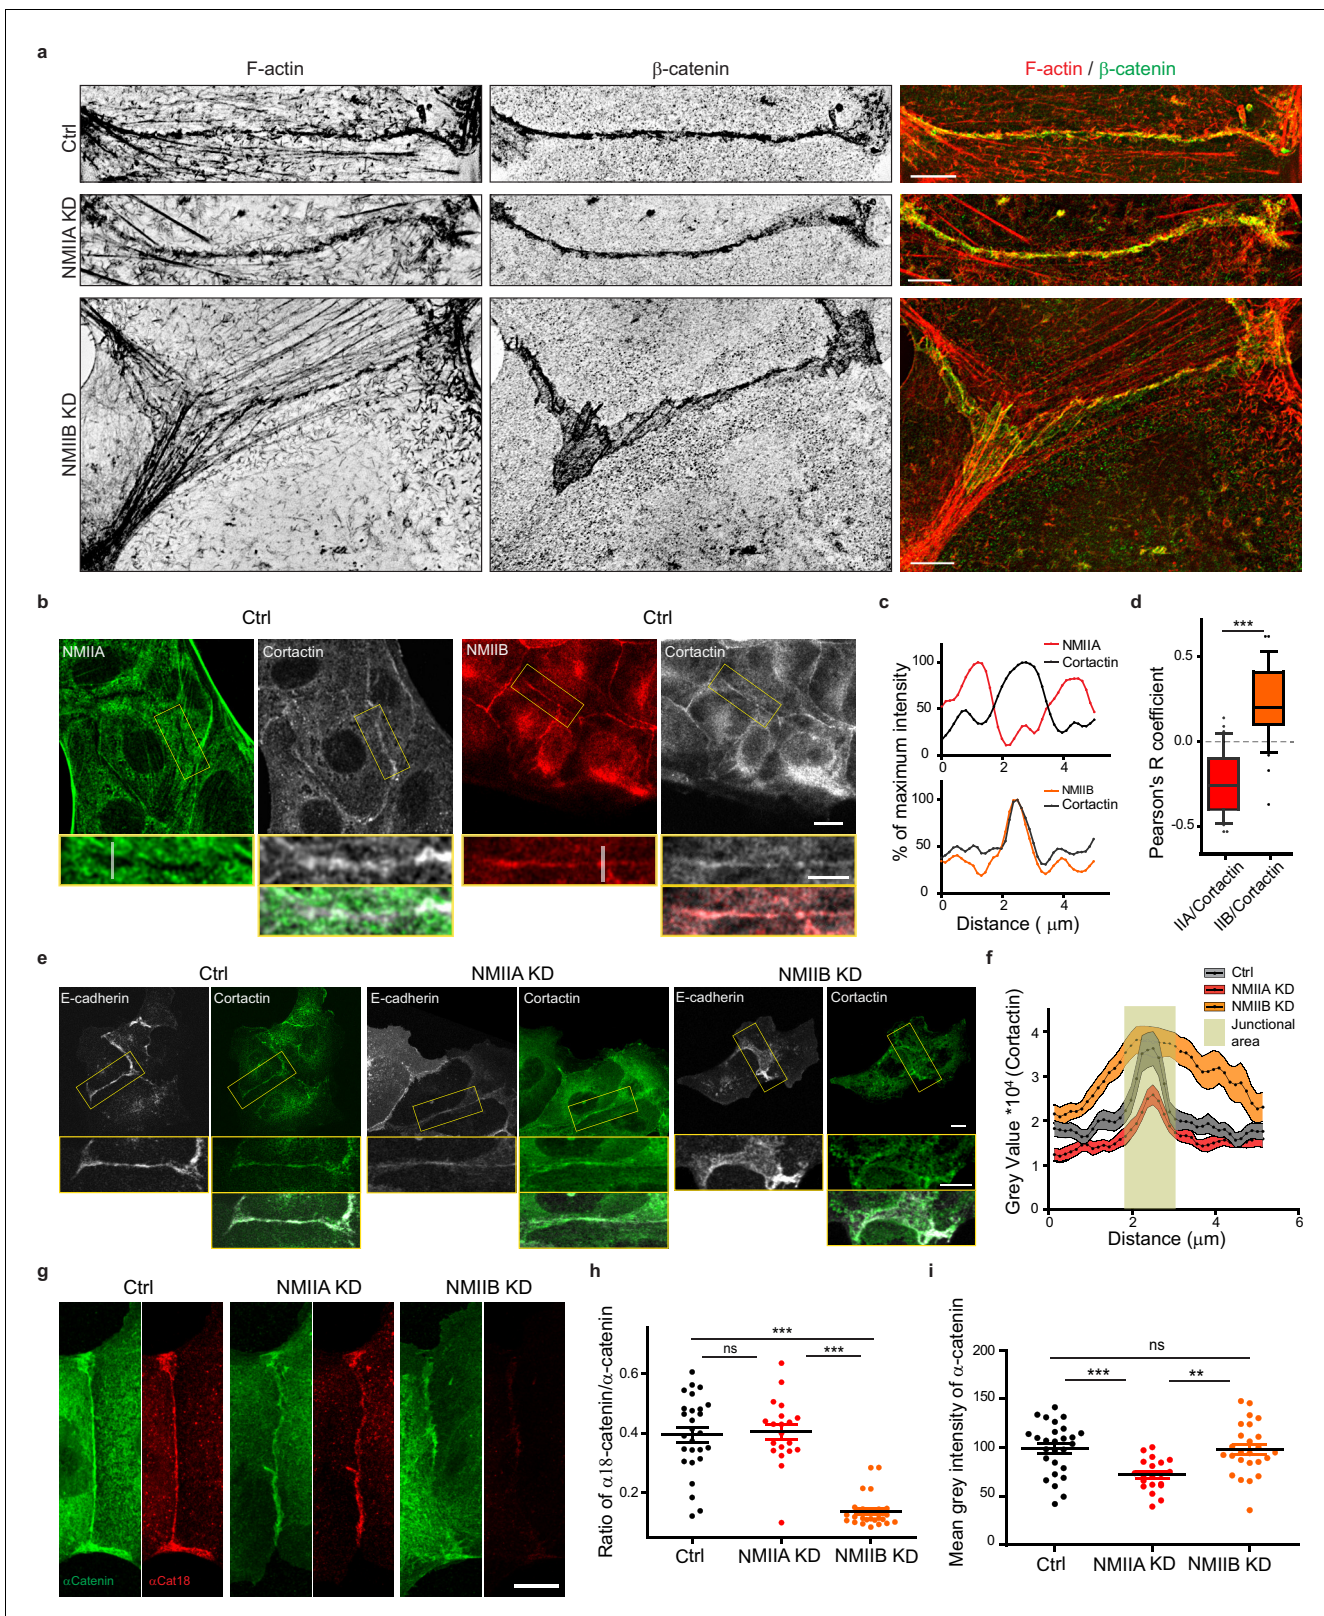 a
F-actin
β-catenin
F-actin / β-catenin
Ctrl
NMIIA KD
NMIIB KD
b
Ctrl
Ctrl
NMIIA
Cortactin
NMIIB
Cortactin
c
NMIIA
Cortactin
100
50
0
0 2 4
NMIIB
Cortactin
100
50
0
0 2 4
% of maximum intensity
Distance ( μm)
d
***
0.5
0.0
-0.5
Pearson's R coefficient
IIA/Cortactin
IIB/Cortactin
e
Ctrl
NMIIA KD
NMIIB KD
E-cadherin
Cortactin
E-cadherin
Cortactin
E-cadherin
Cortactin
f
Ctrl
NMIIA KD
NMIIB KD
Junctional
area
Grey Value *10⁴ (Cortactin)
4
3
2
1
0
0 2 4 6
Distance (μm)
g
Ctrl
NMIIA KD
NMIIB KD
αCatenin
αCat18
h
***
ns
***
0.6
0.4
0.2
Ratio of α18-catenin/α-catenin
Ctrl
NMIIA KD
NMIIB KD
i
ns
***
**
200
150
100
50
0
Mean grey intensity of α-catenin
Ctrl
NMIIA KD
NMIIB KD